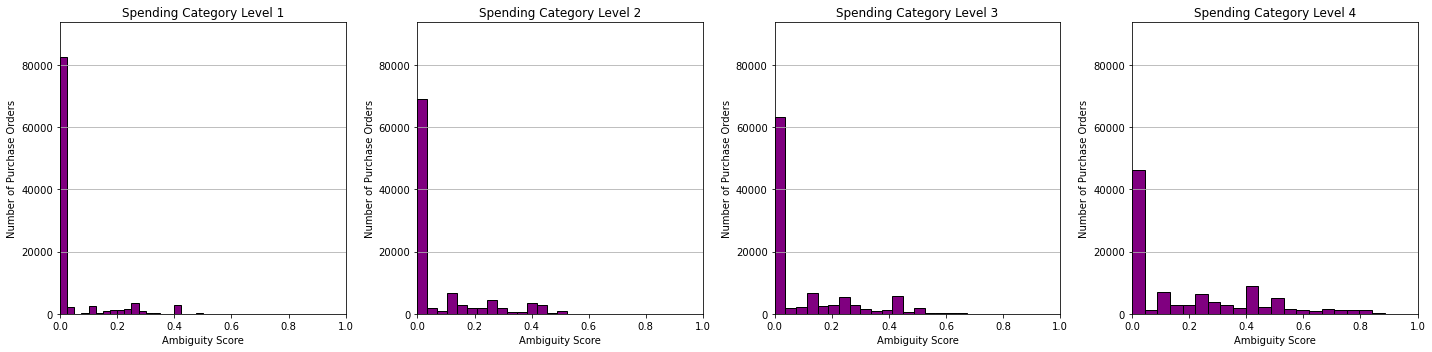 Spending Category Level 1
Number of Purchase Orders
80000
60000
40000
20000
0
0.0 0.2 0.4 0.6 0.8 1.0
Ambiguity Score
Spending Category Level 2
Number of Purchase Orders
80000
60000
40000
20000
0
0.0 0.2 0.4 0.6 0.8 1.0
Ambiguity Score
Spending Category Level 3
Number of Purchase Orders
80000
60000
40000
20000
0
0.0 0.2 0.4 0.6 0.8 1.0
Ambiguity Score
Spending Category Level 4
Number of Purchase Orders
80000
60000
40000
20000
0
0.0 0.2 0.4 0.6 0.8 1.0
Ambiguity Score